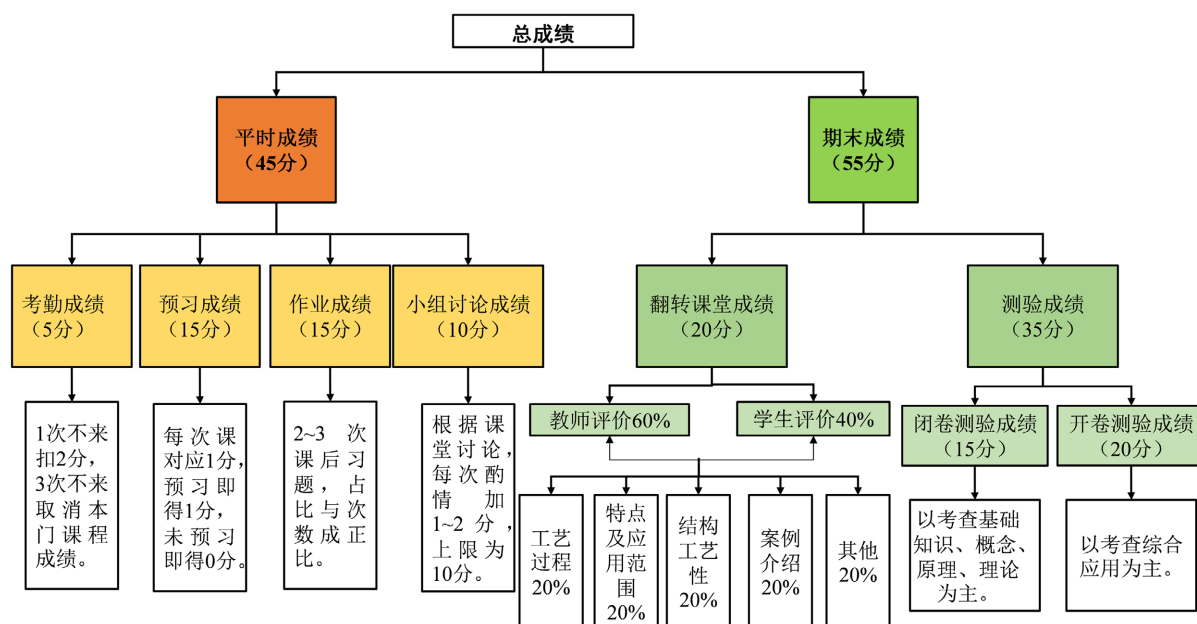 总成绩
平时成绩
（45分）
期末成绩
（55分）
考勤成绩
（5分）
预习成绩
（15分）
作业成绩
（15分）
小组讨论成绩
（10分）
翻转课堂成绩
（20分）
测验成绩
（35分）
1次不来
扣2分，
3次不来
取消本
门课程
成绩。
每次课
对应1分，
预习即
得1分，
未预习
即得0分。
2~3 次
课后习
题，占
比与次
数成正
比。
根据课
堂讨论，
每次酌
情加
1~2分，
上限为
10分。
教师评价60%
学生评价40%
工艺
过程
20%
特点
及应
用范
围
20%
结构
工艺
性
20%
案例
介绍
20%
其他
20%
闭卷测验成绩
（15分）
开卷测验成绩
（20分）
以考查基础
知识、概念、
原理、理论
为主。
以考查综合
应用为主。